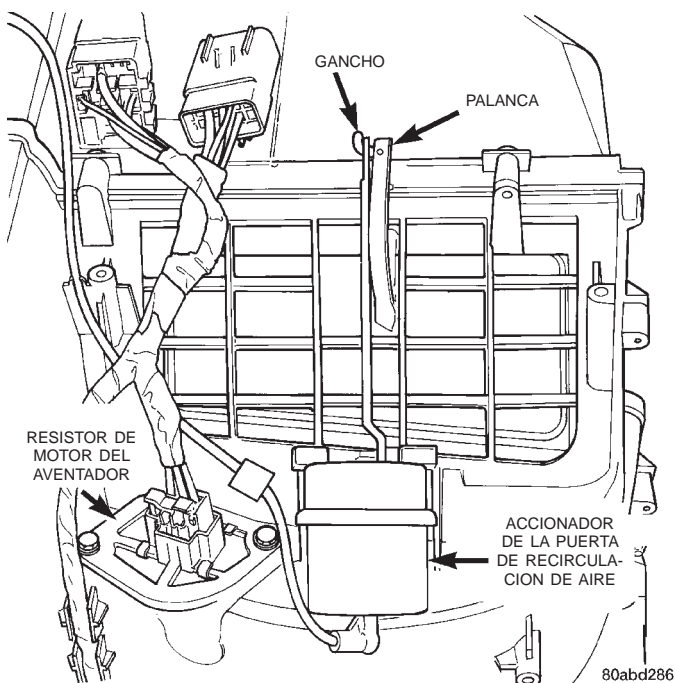 GANCHO
PALANCA
RESISTOR DE
MOTOR DEL
AVENTADOR
ACCIONADOR
DE LA PUERTA
DE RECIRCULA-
CION DE AIRE
80abd286